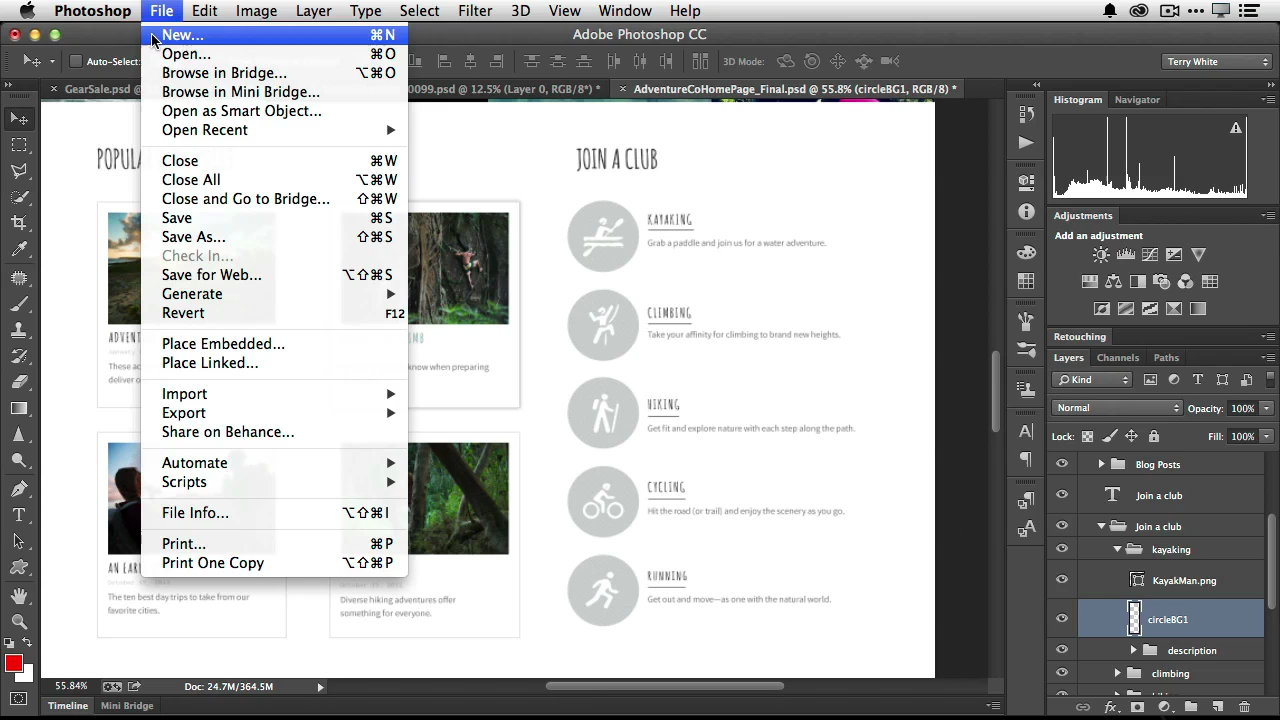 Photoshop File Edit Image Layer Type Select Filter 3D View Window Help
Adobe Photoshop CC
Auto-Select: 3D Mode: Terry White
GearSale.psd @ 0099.psd @ 12.5% (Layer 0, RGB/8*) * AdventureCoHomePage_Final.psd @ 55.8% (circleBG1, RGB/8) *
New... ⌘N
Open... ⌘O
Browse in Bridge... ⌥⌘O
Browse in Mini Bridge...
Open as Smart Object...
Open Recent
Close ⌘W
Close All ⌥⌘W
Close and Go to Bridge... ⇧⌘W
Save ⌘S
Save As... ⇧⌘S
Check In...
Save for Web... ⌥⇧⌘S
Generate
Revert F12
Place Embedded...
Place Linked...
Import
Export
Share on Behance...
Automate
Scripts
File Info... ⌥⇧⌘I
Print... ⌘P
Print One Copy ⌥⇧⌘P
JOIN A CLUB
KAYAKING
Grab a paddle and join us for a water adventure.
CLIMBING
Take your affinity for climbing to brand new heights.
HIKING
Get fit and explore nature with each step along the path.
CYCLING
Hit the road (or trail) and enjoy the scenery as you go.
RUNNING
Get out and move—as one with the natural world.
know when preparing
The ten best day trips to take from our
favorite cities.
Diverse hiking adventures offer
something for everyone.
Histogram Navigator
Adjustments
Add an adjustment
Retouching
Layers Channels Paths
Kind
Normal Opacity: 100%
Lock: Fill: 100%
Blog Posts
T Join a club
Join a club
kayaking
KayakMan.png
circleBG1
description
climbing
55.84% Doc: 24.7M/364.5M
Timeline Mini Bridge